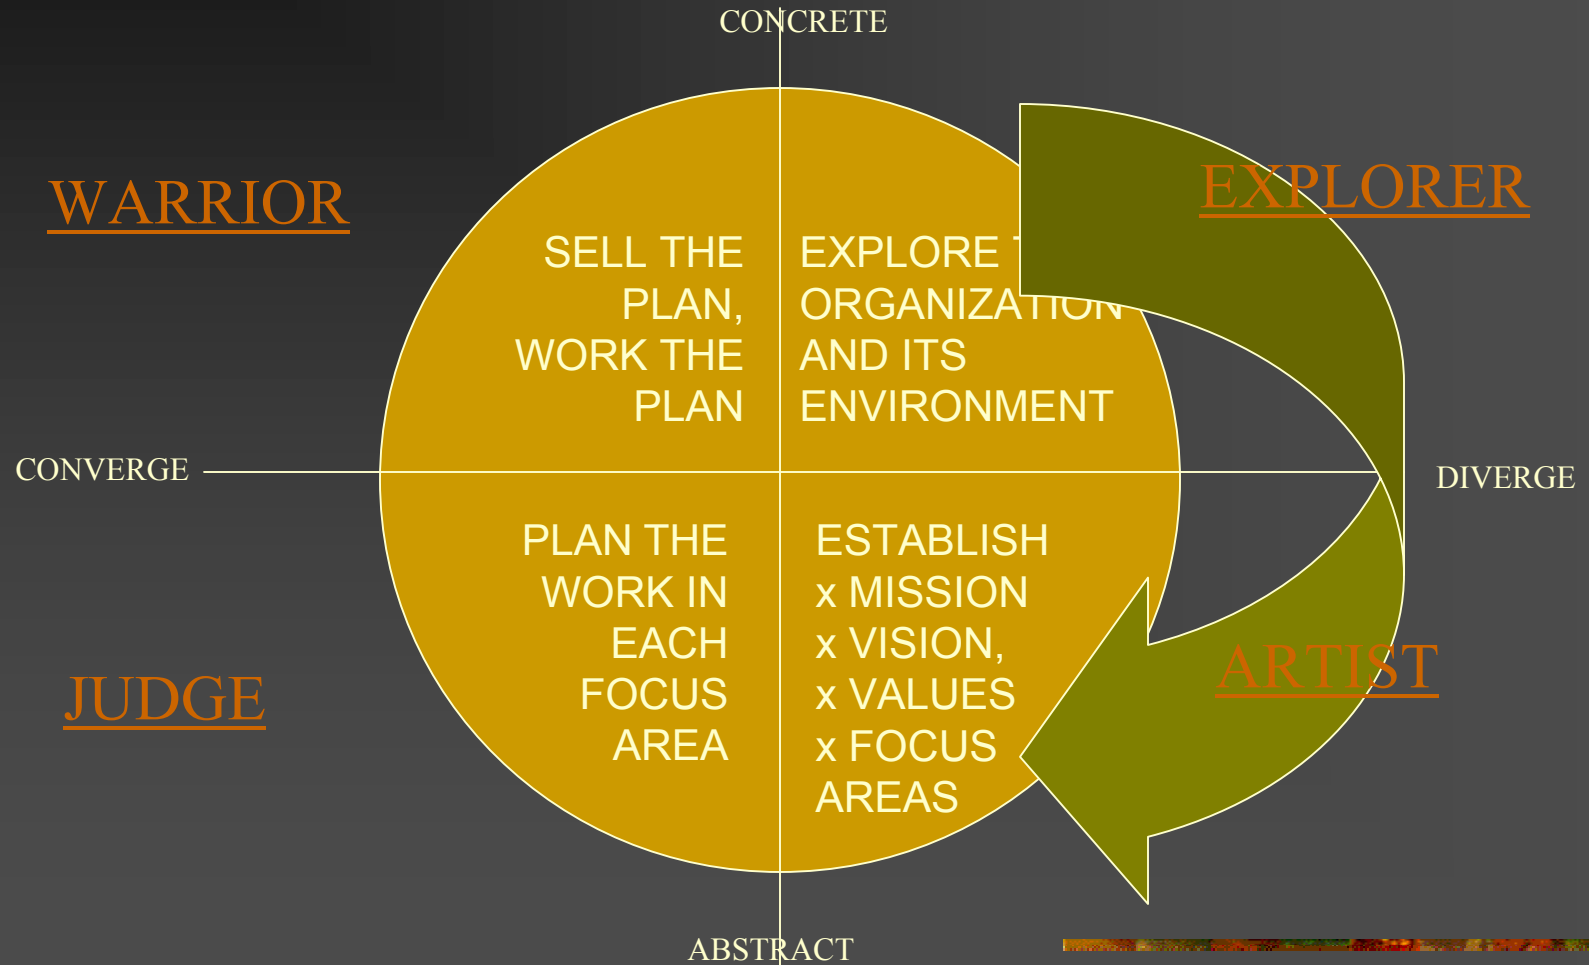 CONCRETE
WARRIOR
EXPLORER
SELL THE
PLAN,
WORK THE
PLAN
EXPLORE
ORGANIZATION
AND ITS
ENVIRONMENT
CONVERGE
DIVERGE
PLAN THE
WORK IN
EACH
FOCUS
AREA
ESTABLISH
x MISSION
x VISION,
x VALUES
x FOCUS
AREAS
JUDGE
ARTIST
ABSTRACT